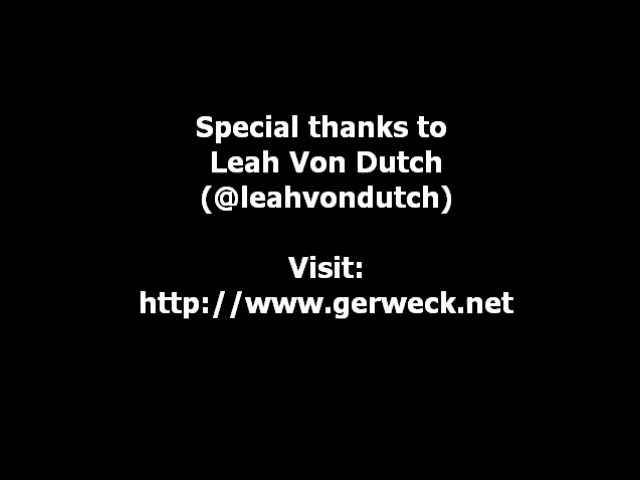 Special thanks to
Leah Von Dutch
(@leahvondutch)
Visit:
http://www.gerweck.net